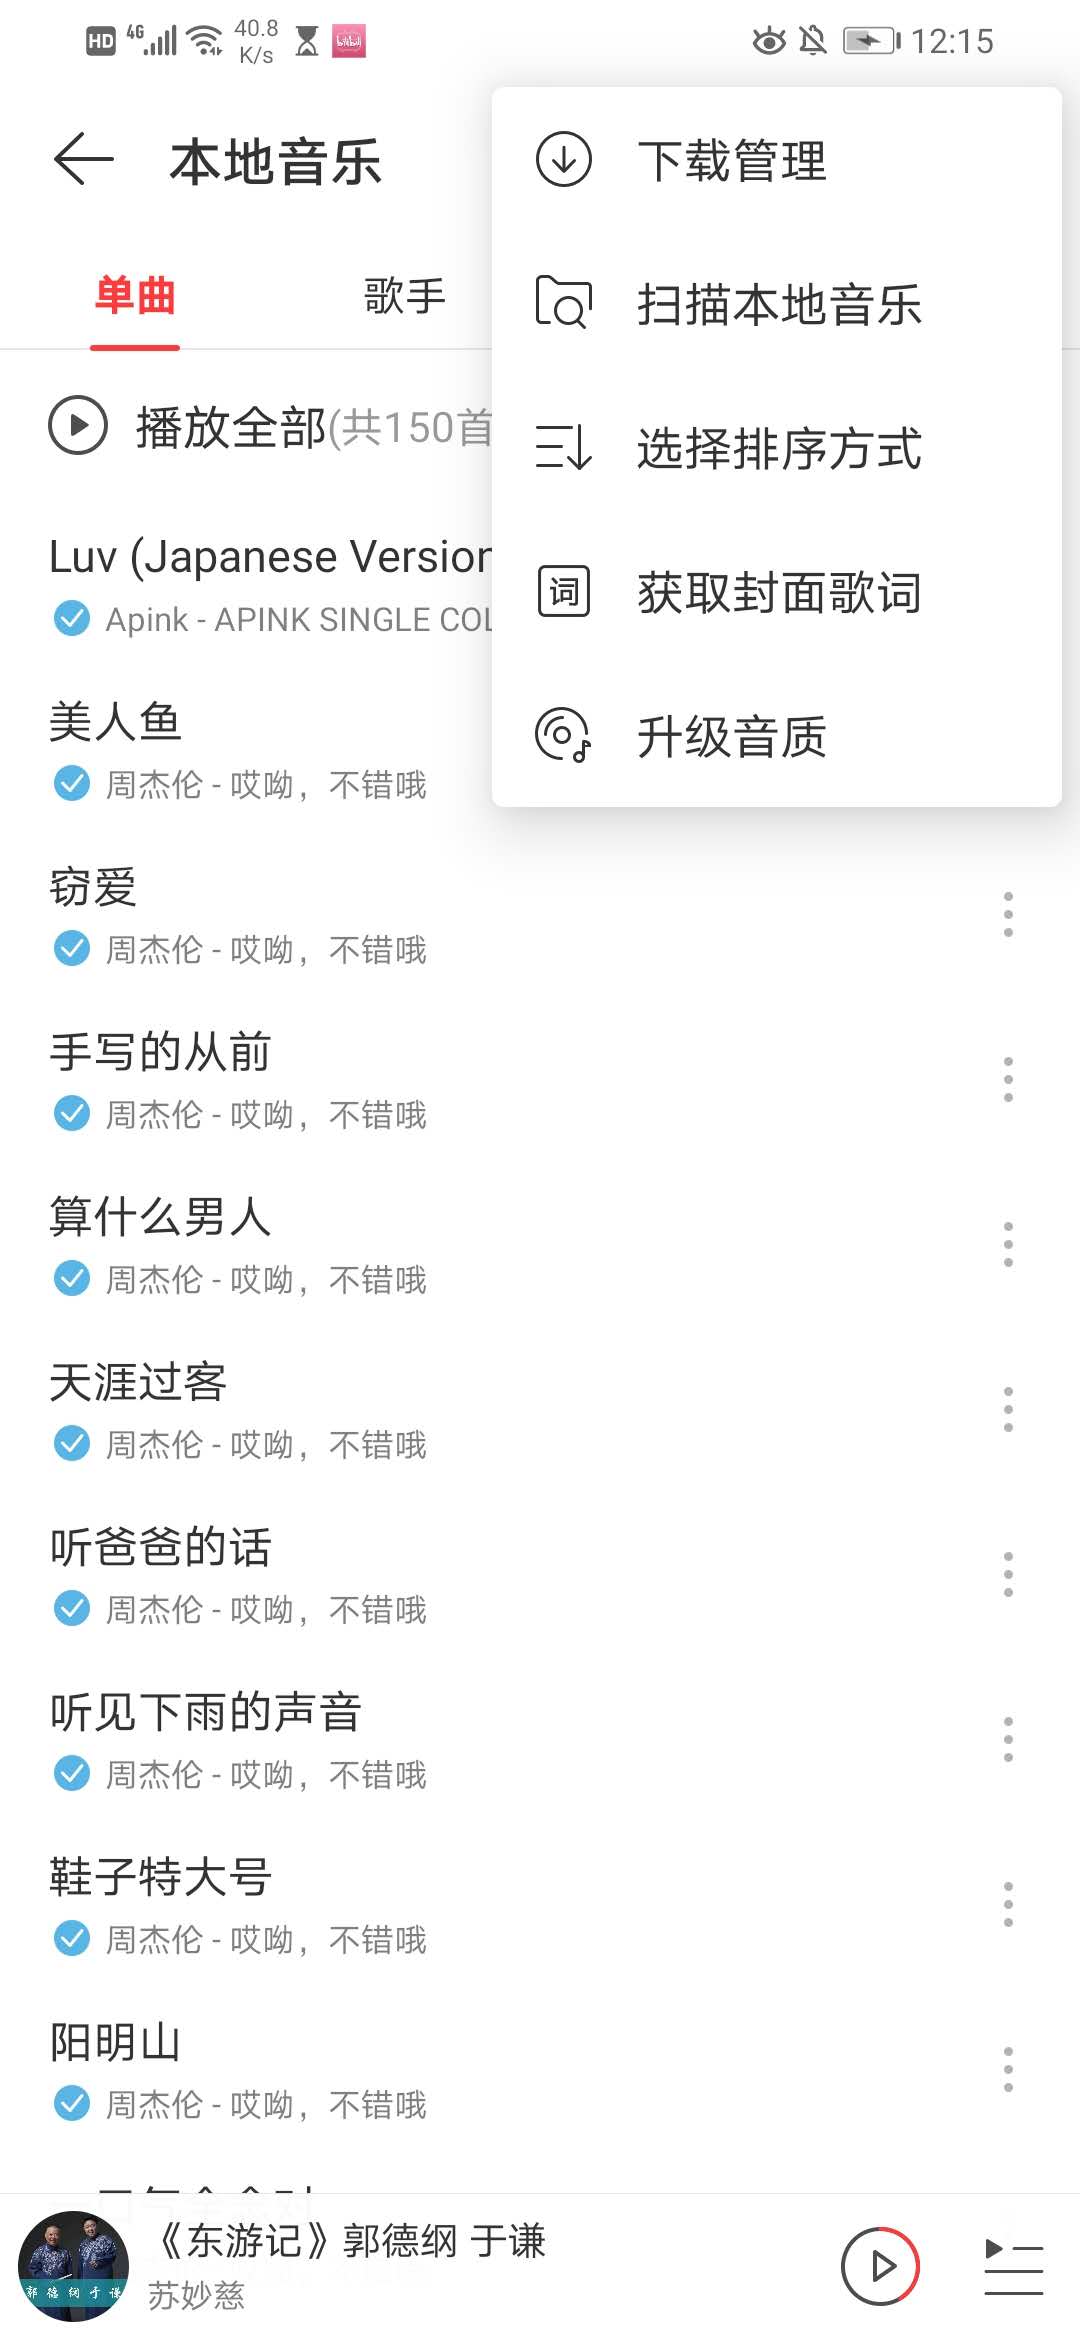 HD 4G 40.8 K/s 12:15
本地音乐
单曲 歌手
播放全部(共150首
下载管理
扫描本地音乐
选择排序方式
词 获取封面歌词
升级音质
Luv (Japanese Version
Apink - APINK SINGLE COL
美人鱼
周杰伦 - 哎呦，不错哦
窃爱
周杰伦 - 哎呦，不错哦
手写的从前
周杰伦 - 哎呦，不错哦
算什么男人
周杰伦 - 哎呦，不错哦
天涯过客
周杰伦 - 哎呦，不错哦
听爸爸的话
周杰伦 - 哎呦，不错哦
听见下雨的声音
周杰伦 - 哎呦，不错哦
鞋子特大号
周杰伦 - 哎呦，不错哦
阳明山
周杰伦 - 哎呦，不错哦
《东游记》郭德纲 于谦
苏妙慈
郭德纲于谦